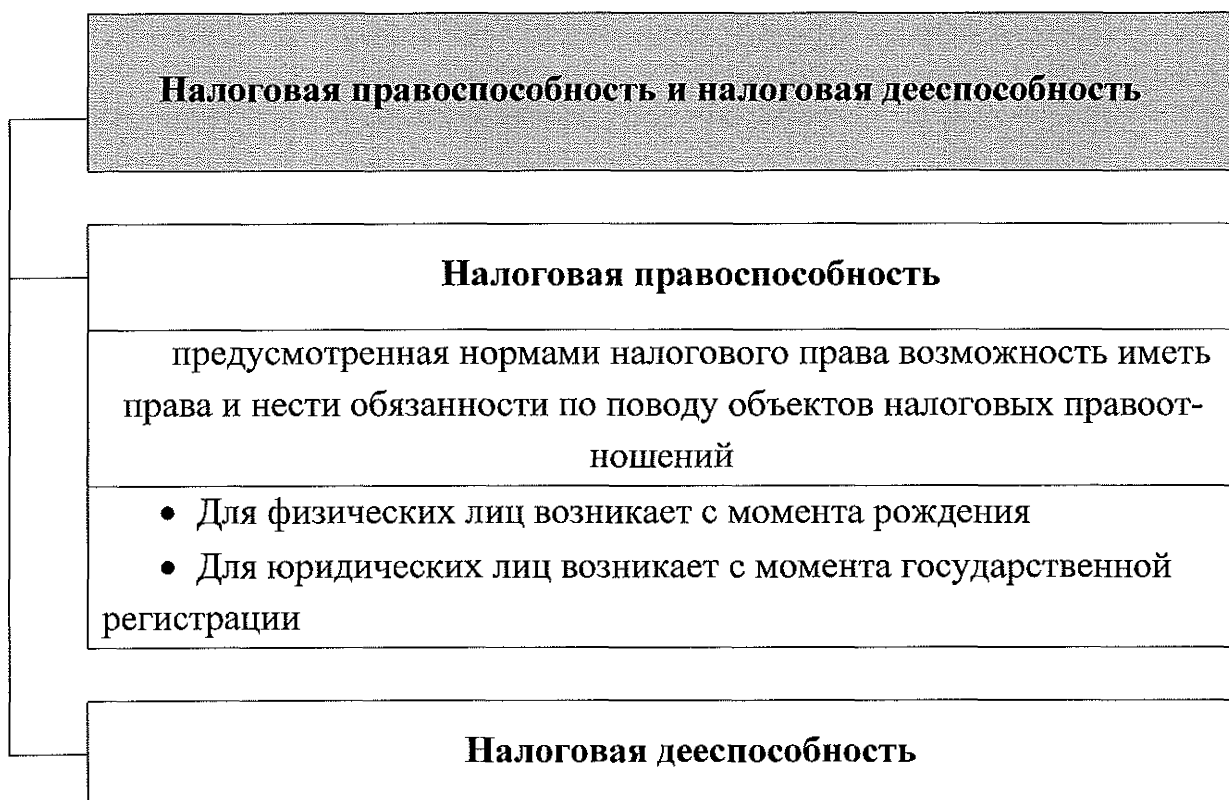 Налоговая правоспособность и налоговая дееспособность
Налоговая правоспособность
предусмотренная нормами налогового права возможность иметь
права и нести обязанности по поводу объектов налоговых правоот-
ношений
• Для физических лиц возникает с момента рождения
• Для юридических лиц возникает с момента государственной
регистрации
Налоговая дееспособность